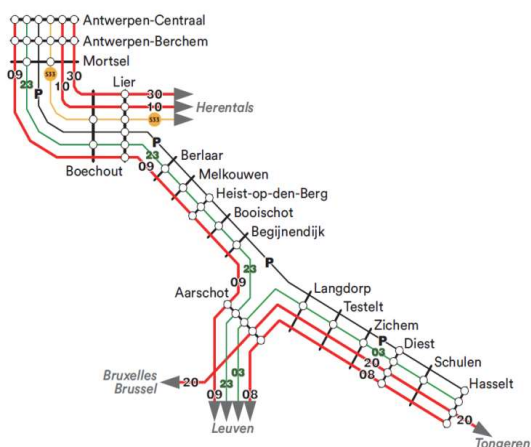 Antwerpen-Centraal
Antwerpen-Berchem
Mortsel
09
23
P
S33
10
30
Lier
30
10
Herentals
S33
P
Boechout
23
09
Berlaar
Melkouwen
Heist-op-den-Berg
Booischot
Begijnendijk
23
P
09
Aarschot
Langdorp
Testelt
Zichem
P
Diest
03
20
08
Schulen
Hasselt
Bruxelles
Brussel
20
09
23
03
08
20
Leuven
Tongeren